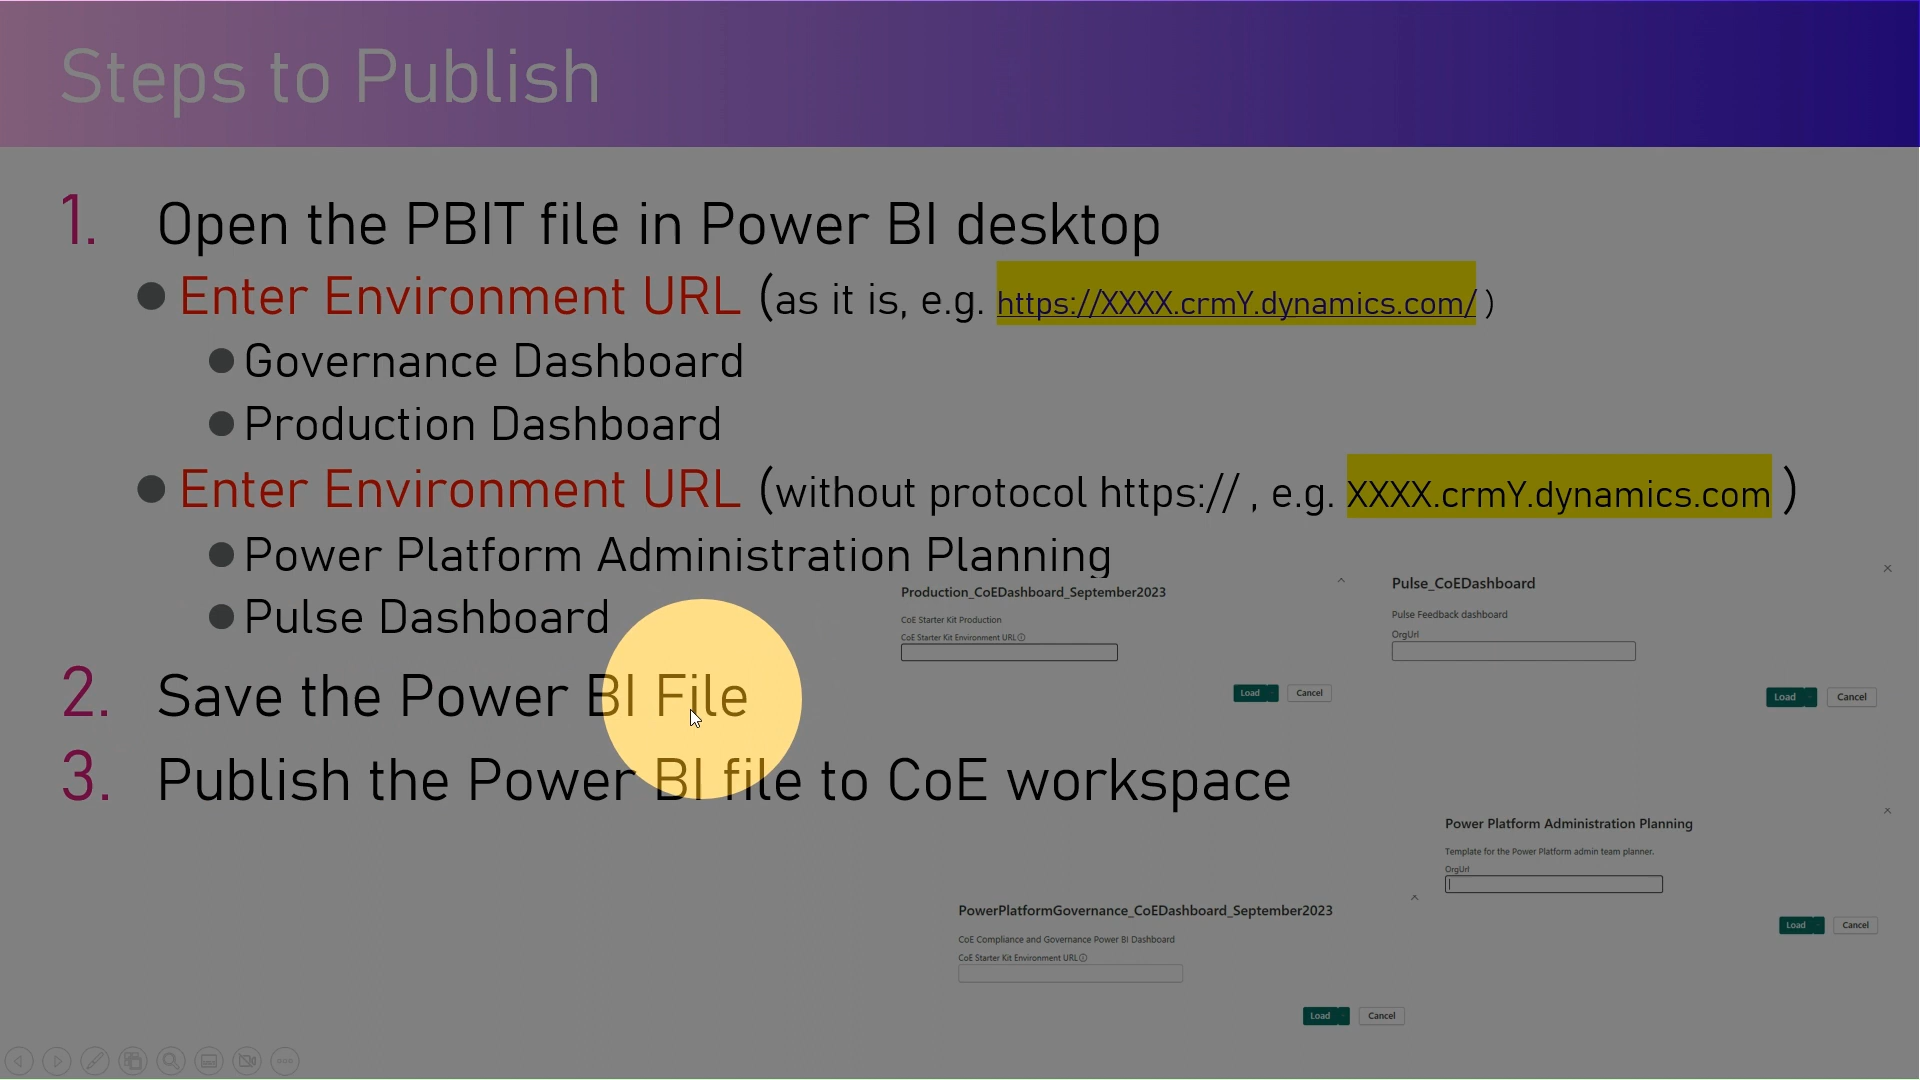 Steps to Publish
1. Open the PBIT file in Power BI desktop
Enter Environment URL (as it is, e.g. https://XXXX.crmY.dynamics.com/ )
Governance Dashboard
Production Dashboard
Enter Environment URL (without protocol https:// , e.g. XXXX.crmY.dynamics.com )
Power Platform Administration Planning
Pulse Dashboard
2. Save the Power BI File
3. Publish the Power BI file to CoE workspace
Production_CoEDashboard_September2023
CoE Starter Kit Production
CoE Starter Kit Environment URL
Load
Cancel
Pulse_CoEDashboard
Pulse Feedback dashboard
OrgUrl
Load
Cancel
Power Platform Administration Planning
Template for the Power Platform admin team planner.
OrgUrl
Load
Cancel
PowerPlatformGovernance_CoEDashboard_September2023
CoE Compliance and Governance Power BI Dashboard
CoE Starter Kit Environment URL
Load
Cancel